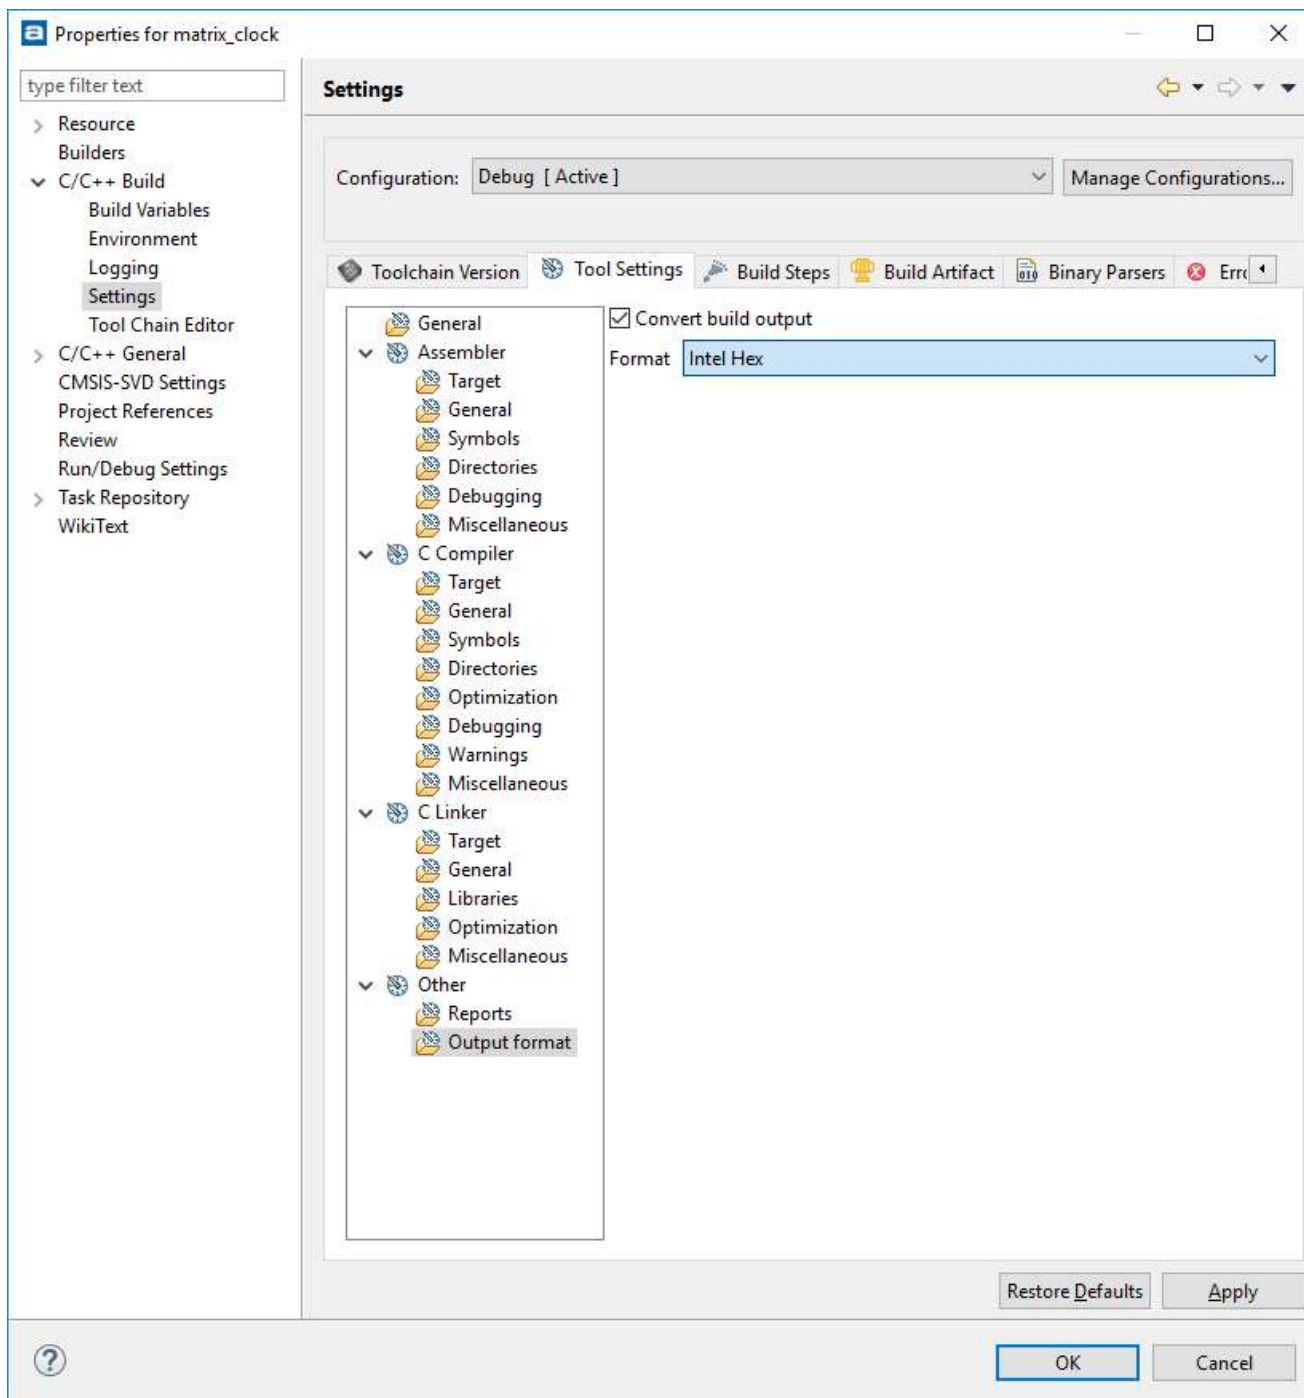 Properties for matrix_clock
type filter text
Resource
Builders
C/C++ Build
Build Variables
Environment
Logging
Settings
Tool Chain Editor
C/C++ General
CMSIS-SVD Settings
Project References
Review
Run/Debug Settings
Task Repository
WikiText
Settings
Configuration: Debug [ Active ] Manage Configurations...
Toolchain Version Tool Settings Build Steps Build Artifact Binary Parsers
General
Assembler
Target
General
Symbols
Directories
Debugging
Miscellaneous
C Compiler
Target
General
Symbols
Directories
Optimization
Debugging
Warnings
Miscellaneous
C Linker
Target
General
Libraries
Optimization
Miscellaneous
Other
Reports
Output format
Convert build output
Format Intel Hex
Restore Defaults Apply
OK Cancel